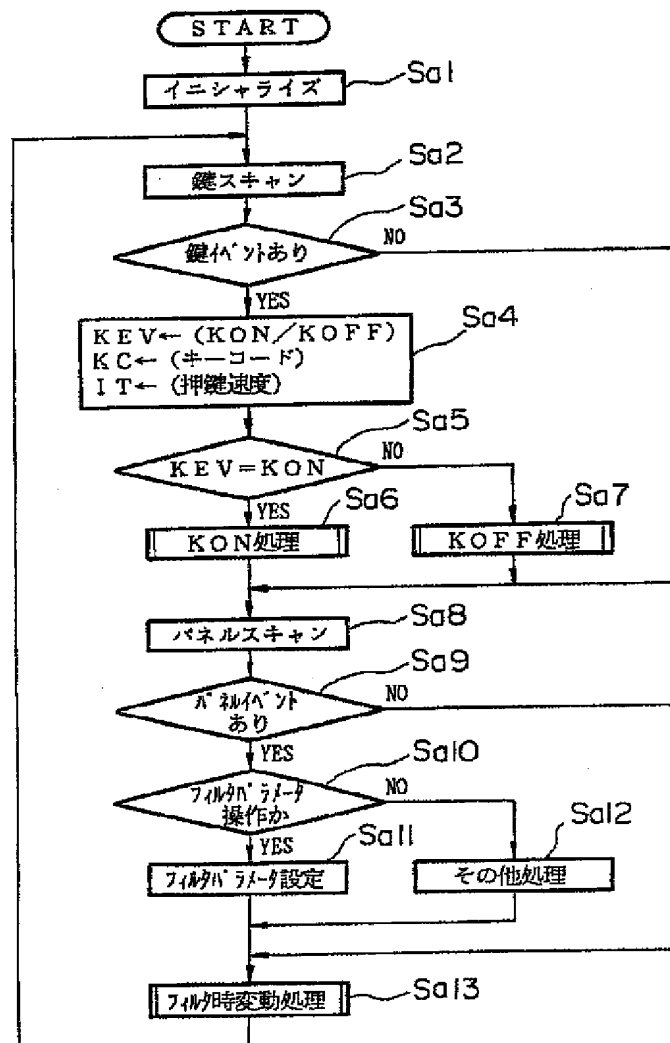 ＳＴＡＲＴ
イニシャライズ
Sa1
鍵スキャン
Sa2
Sa3
鍵イベントあり
NO
YES
ＫＥＶ←（ＫＯＮ／ＫＯＦＦ）
ＫＣ←（キーコード）
ＩＴ←（押鍵速度）
Sa4
Sa5
ＫＥＶ＝ＫＯＮ
NO
YES
Sa6
Sa7
ＫＯＮ処理
ＫＯＦＦ処理
パネルスキャン
Sa8
Sa9
パネルイベント
あり
NO
YES
Sa10
フィルタパラメータ
操作か
NO
YES
Sa11
Sa12
フィルタパラメータ設定
その他処理
フィルタ時変動処理
Sa13